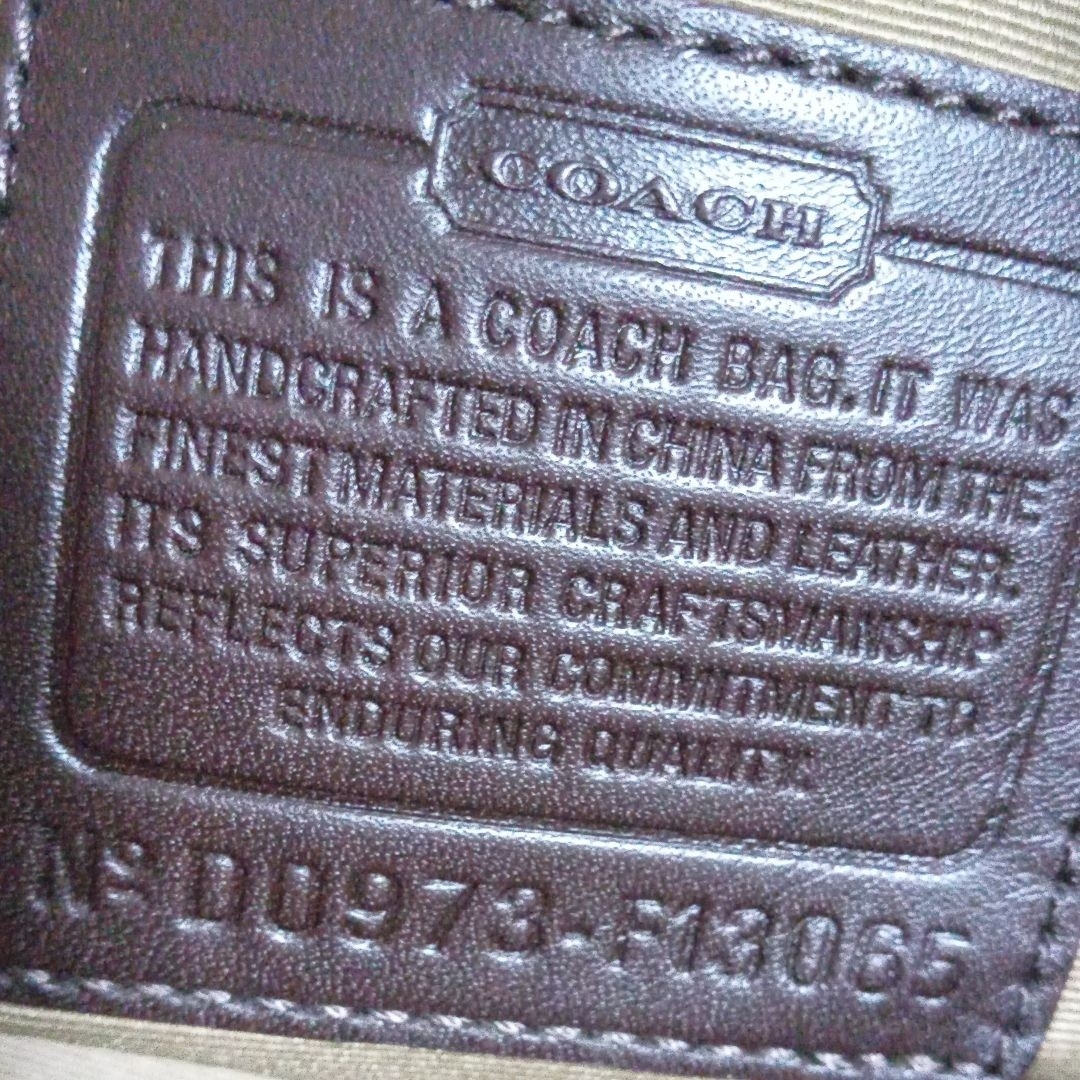 COACH
THIS IS A COACH BAG. IT WAS
HANDCRAFTED IN CHINA FROM THE
FINEST MATERIALS AND LEATHER.
ITS SUPERIOR CRAFTSMANSHIP
REFLECTS OUR COMMITMENT TO
ENDURING QUALITY.
Nº D0973-F13065